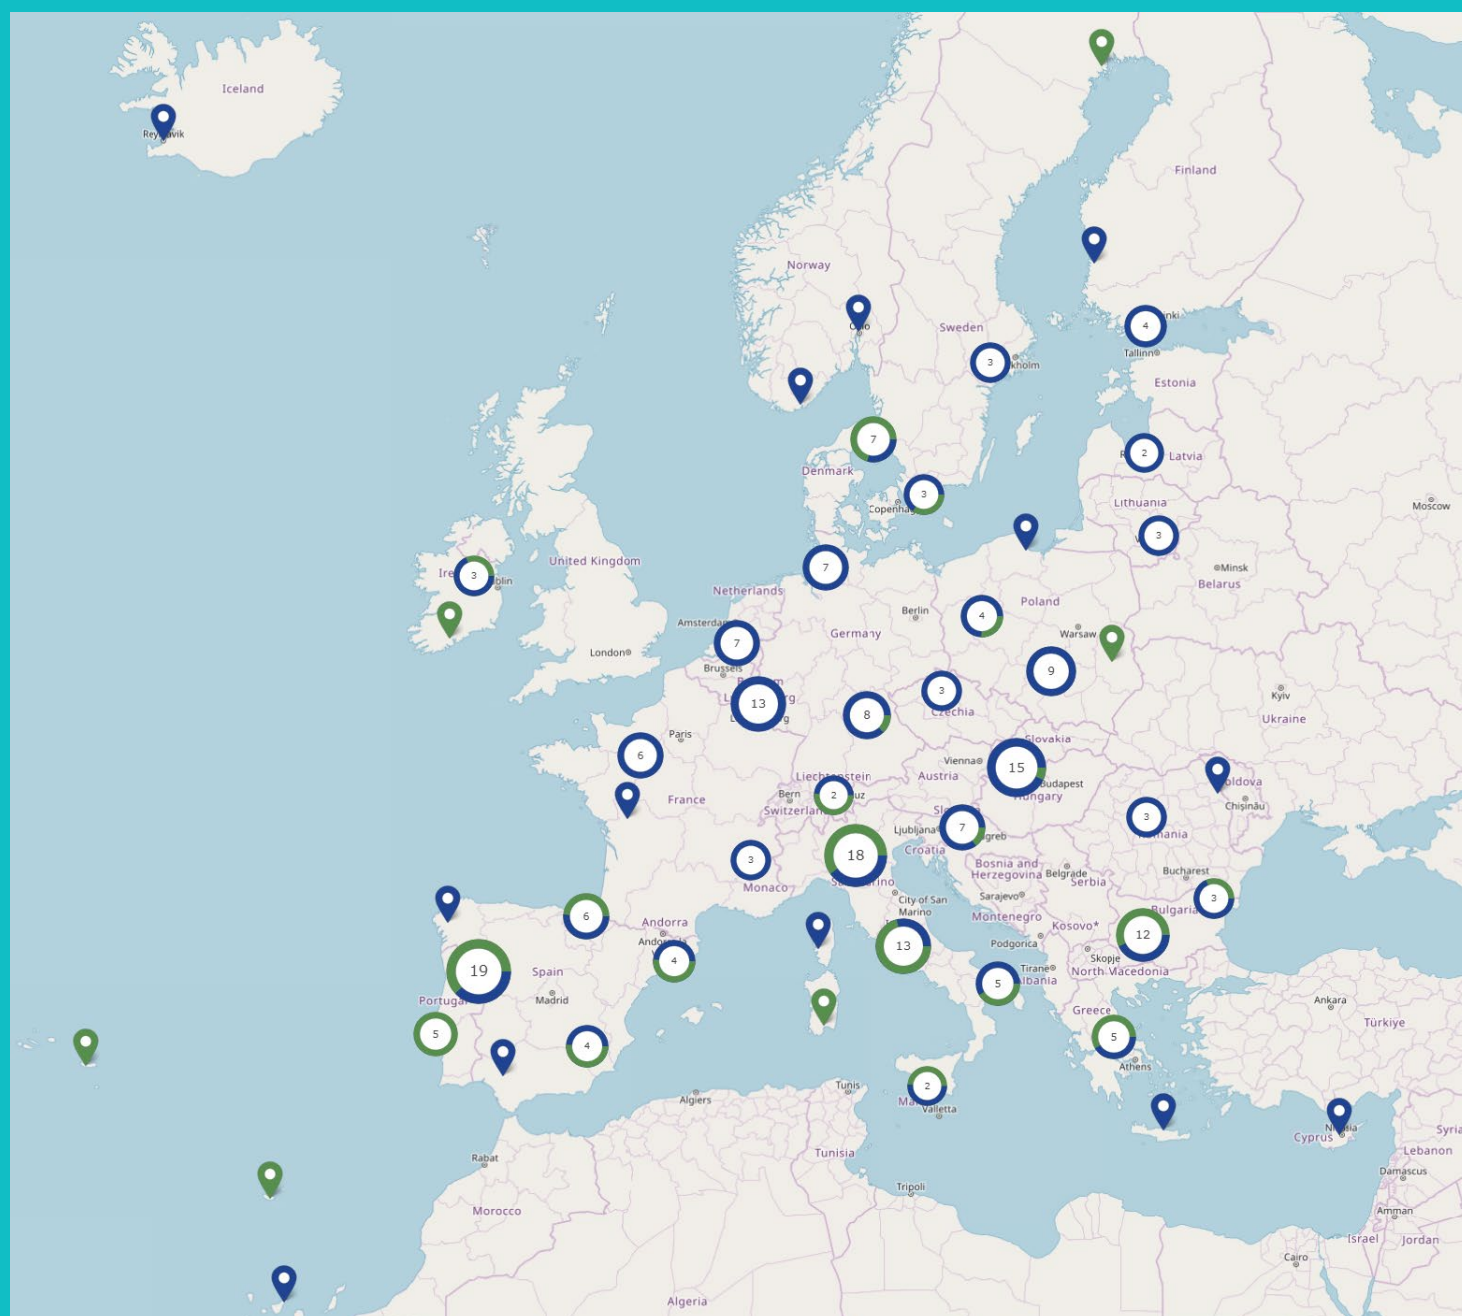 Iceland
Finland
Norway
Sweden
4
Tallinn
3
Estonia
7
Denmark
2
Latvia
3
Lithuania
Moscow
3
United Kingdom
7
3
Minsk
Belarus
3
Netherlands
Berlin
4
Poland
Warsaw
Amsterdam
Germany
7
London
Brussels
9
Kyiv
Ukraine
13
3
Czechia
8
Paris
6
Slovakia
Vienna
15
Budapest
Hungary
Liechtenstein
Austria
Bern
2
France
Switzerland
Chișinău
3
Ljubljana
7
Croatia
3
Monaco
18
Bosnia and
Herzegovina
Belgrade
Serbia
Bucharest
Sarajevo
3
City of San
Marino
Bulgaria
6
Andorra
Montenegro
Kosovo*
12
13
Podgorica
4
Skopje
North Macedonia
Tirane
19
Spain
Madrid
Portugal
5
Greece
Ankara
Türkiye
5
4
5
Athens
2
Valletta
Algiers
Tunis
Cyprus
Syria
Lebanon
Tunisia
Rabat
Damascus
Tripoli
Morocco
Amman
Israel
Jordan
Cairo
Algeria